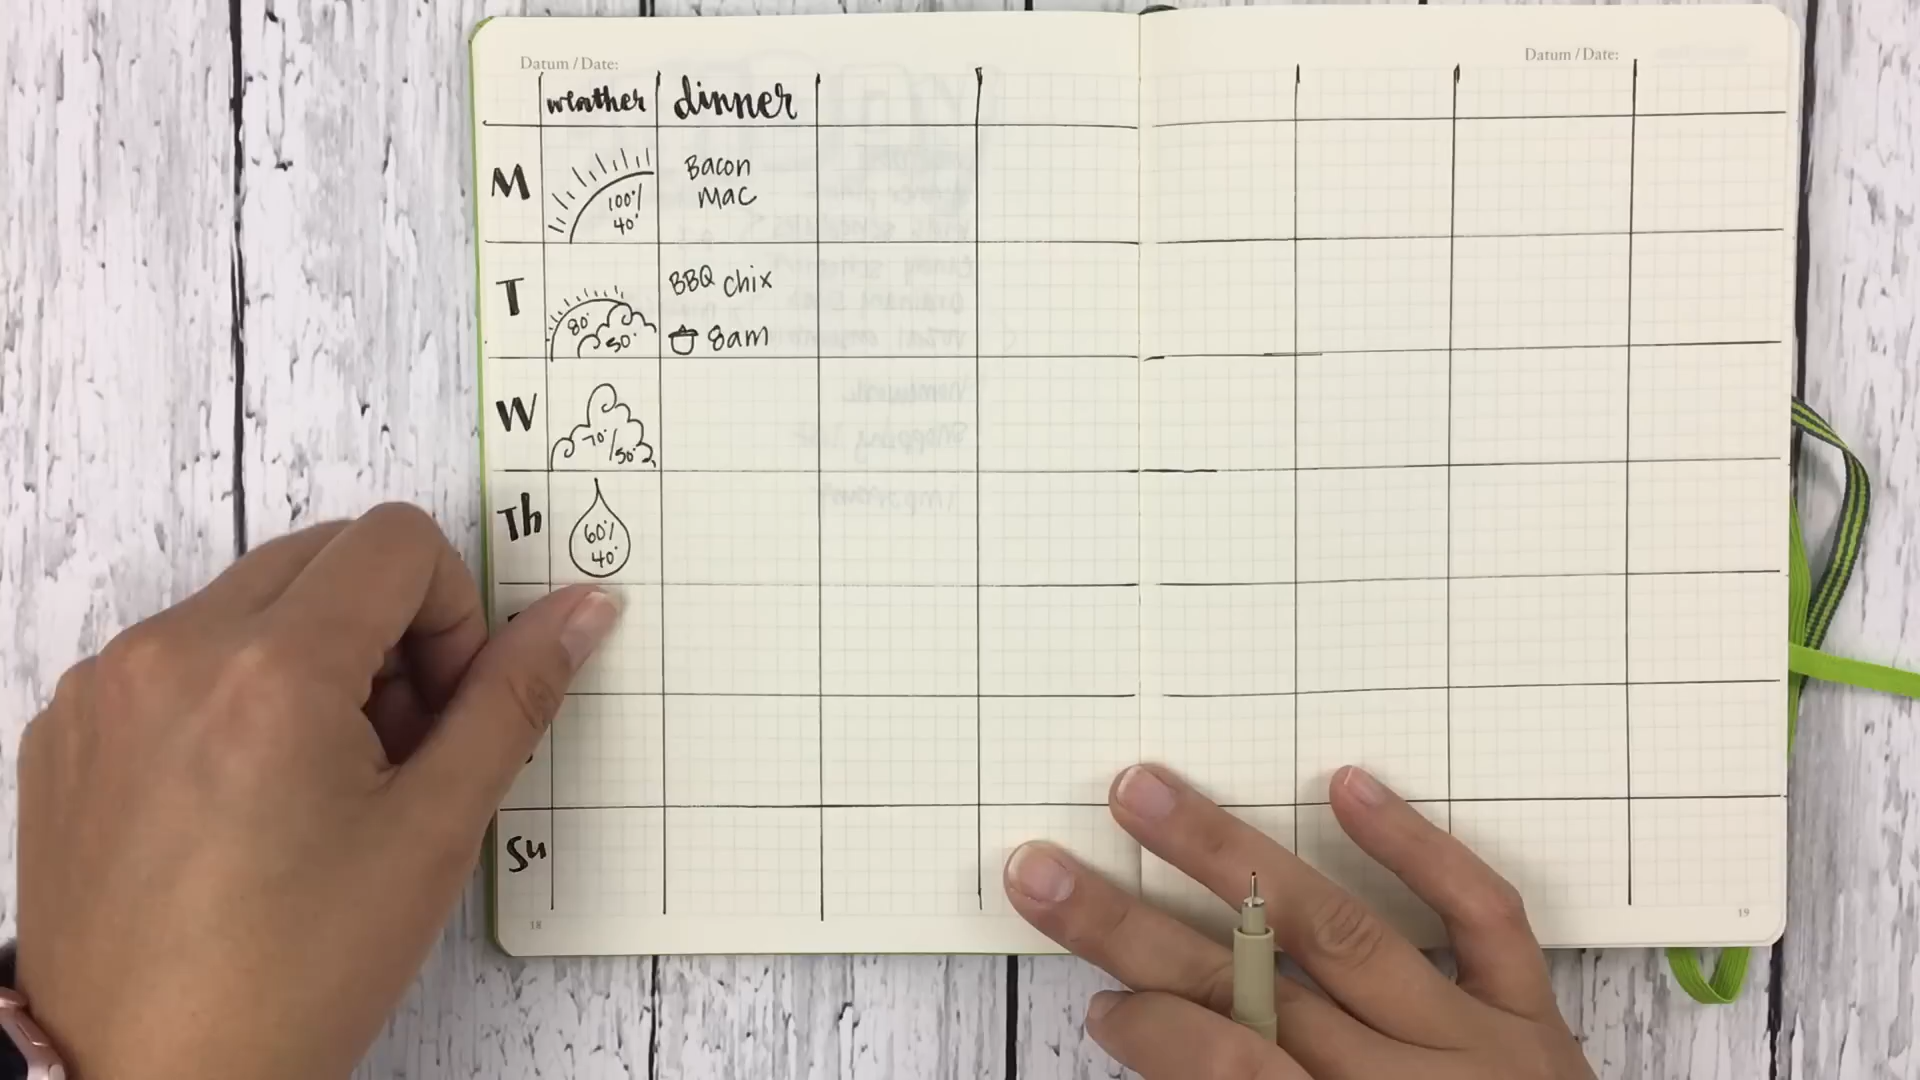 Datum / Date:
Datum / Date:
weather dinner
M
100°/
40°
Bacon
Mac
T
80°
50°
BBQ chix
8am
W
70°/50°
Th
60°/
40°
Su
18
19